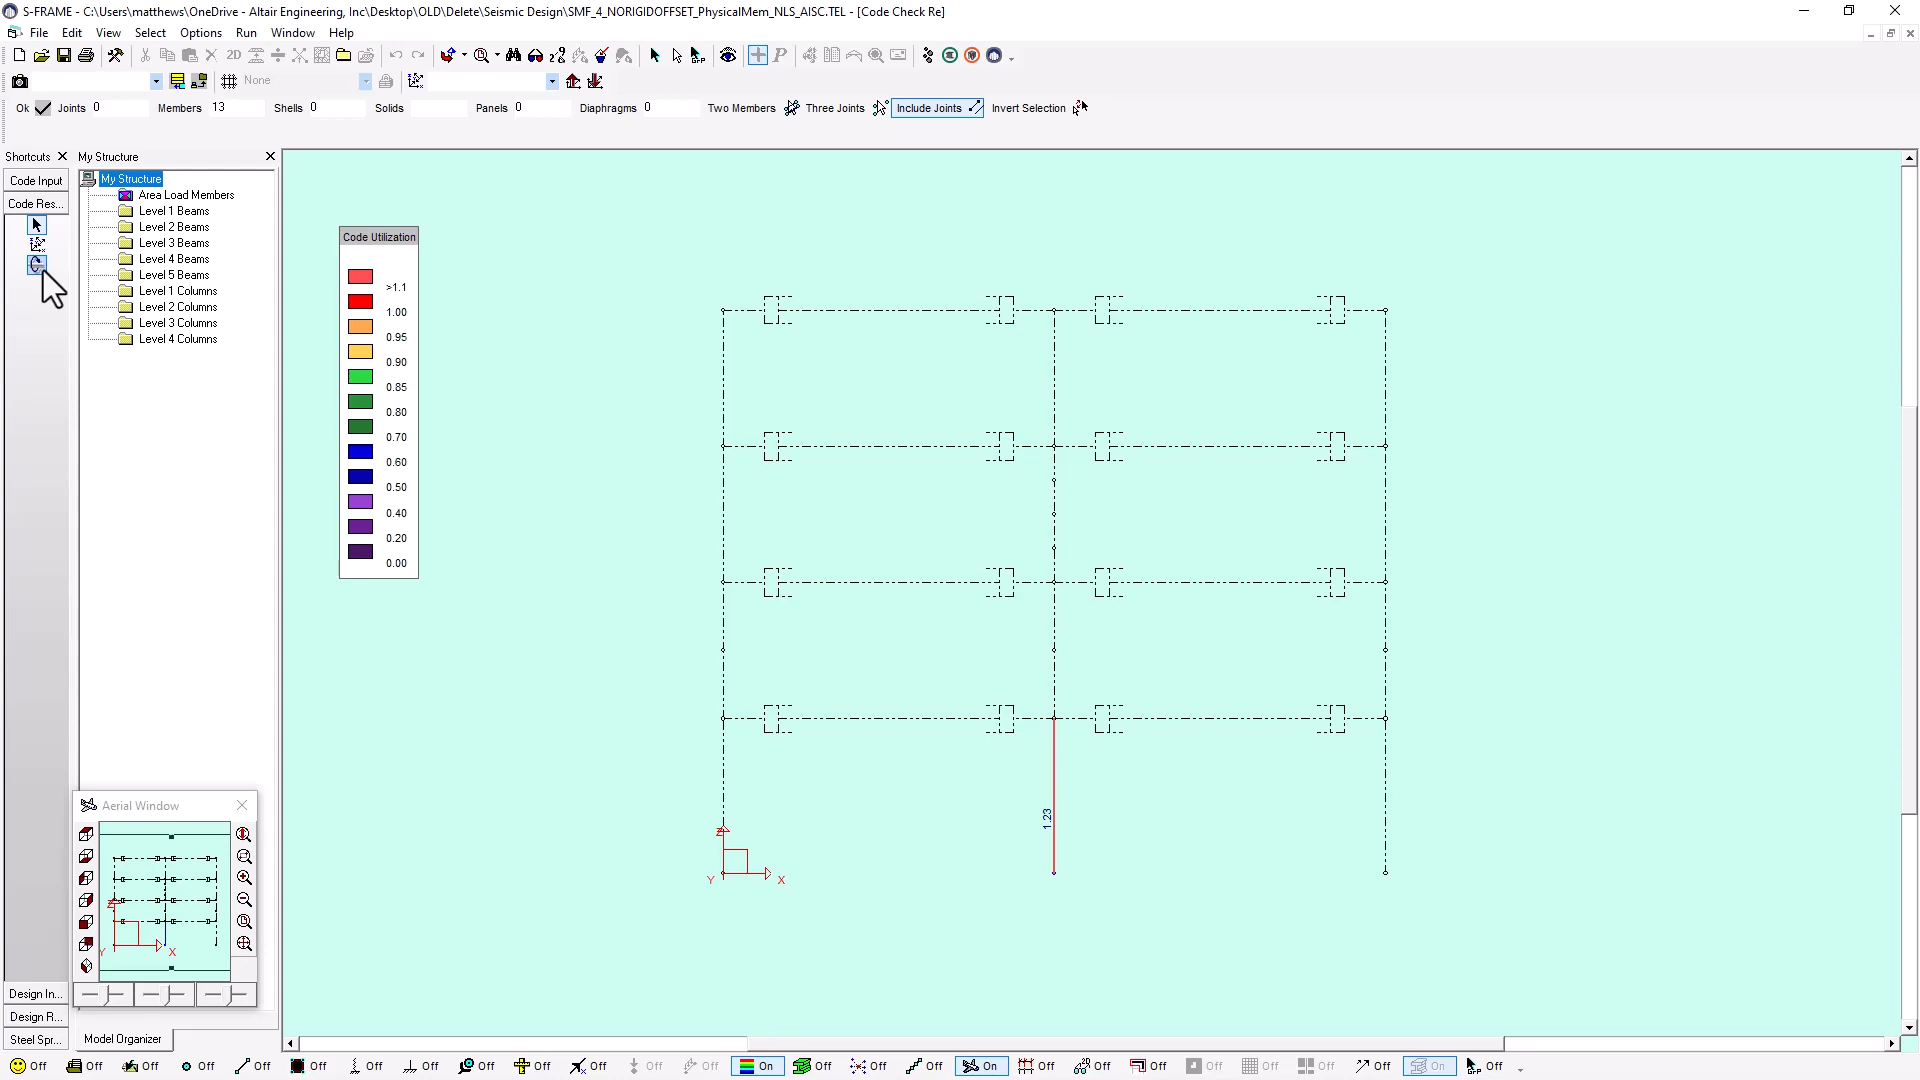 S-FRAME - C:\Users\matthews\OneDrive - Altair Engineering, Inc\Desktop\OLD\Delete\Seismic Design\SMF_4_NORIGIDOFFSET_PhysicalMem_NLS_AISC.TEL - [Code Check Re]
File Edit View Select Options Run Window Help
2D
P
None
Ok Joints 0 Members 13 Shells 0 Solids Panels 0 Diaphragms 0 Two Members Three Joints Include Joints Invert Selection
Shortcuts My Structure
Code Input
Code Res...
My Structure
Area Load Members
Level 1 Beams
Level 2 Beams
Level 3 Beams
Level 4 Beams
Level 5 Beams
Level 1 Columns
Level 2 Columns
Level 3 Columns
Level 4 Columns
Code Utilization
>1.1
1.00
0.95
0.90
0.85
0.80
0.70
0.60
0.50
0.40
0.20
0.00
1.23
Z
Y X
Aerial Window
Z
Y X
Design In...
Design R...
Steel Spr...
Model Organizer
Off Off Off Off Off Off Off Off Off Off Off Off Off On Off Off Off On Off Off Off Off Off Off Off On Off